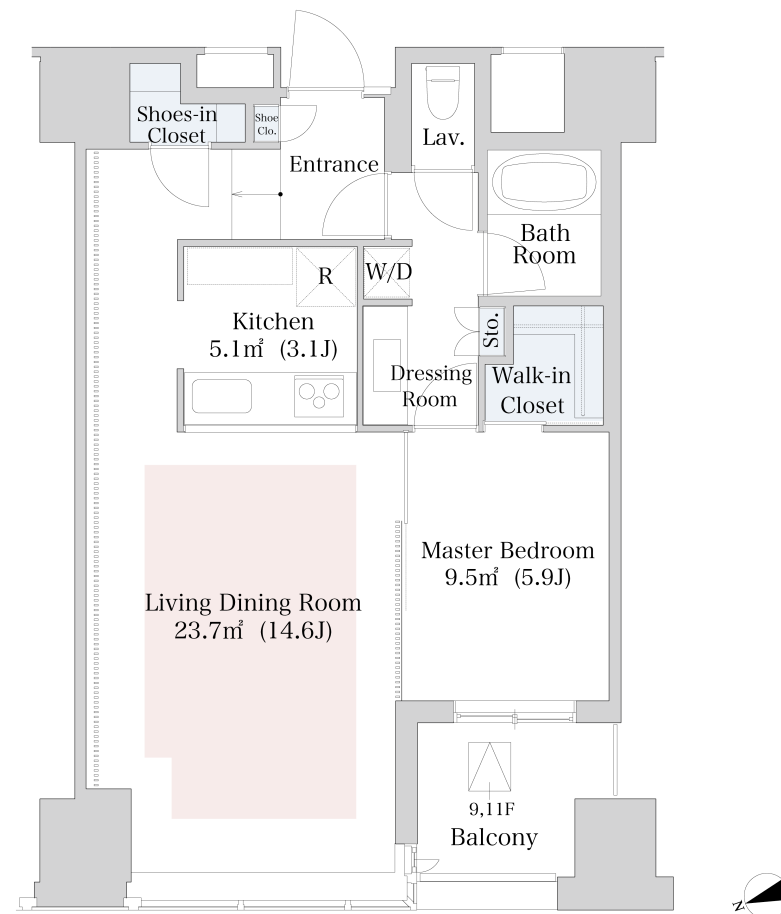 Shoes-in
Closet
Shoe
Clo.
Entrance
Lav.
Bath
Room
R
W/D
Kitchen
5.1㎡ (3.1J)
Sto.
Dressing
Room
Walk-in
Closet
Master Bedroom
9.5㎡ (5.9J)
Living Dining Room
23.7㎡ (14.6J)
9,11F
Balcony
N